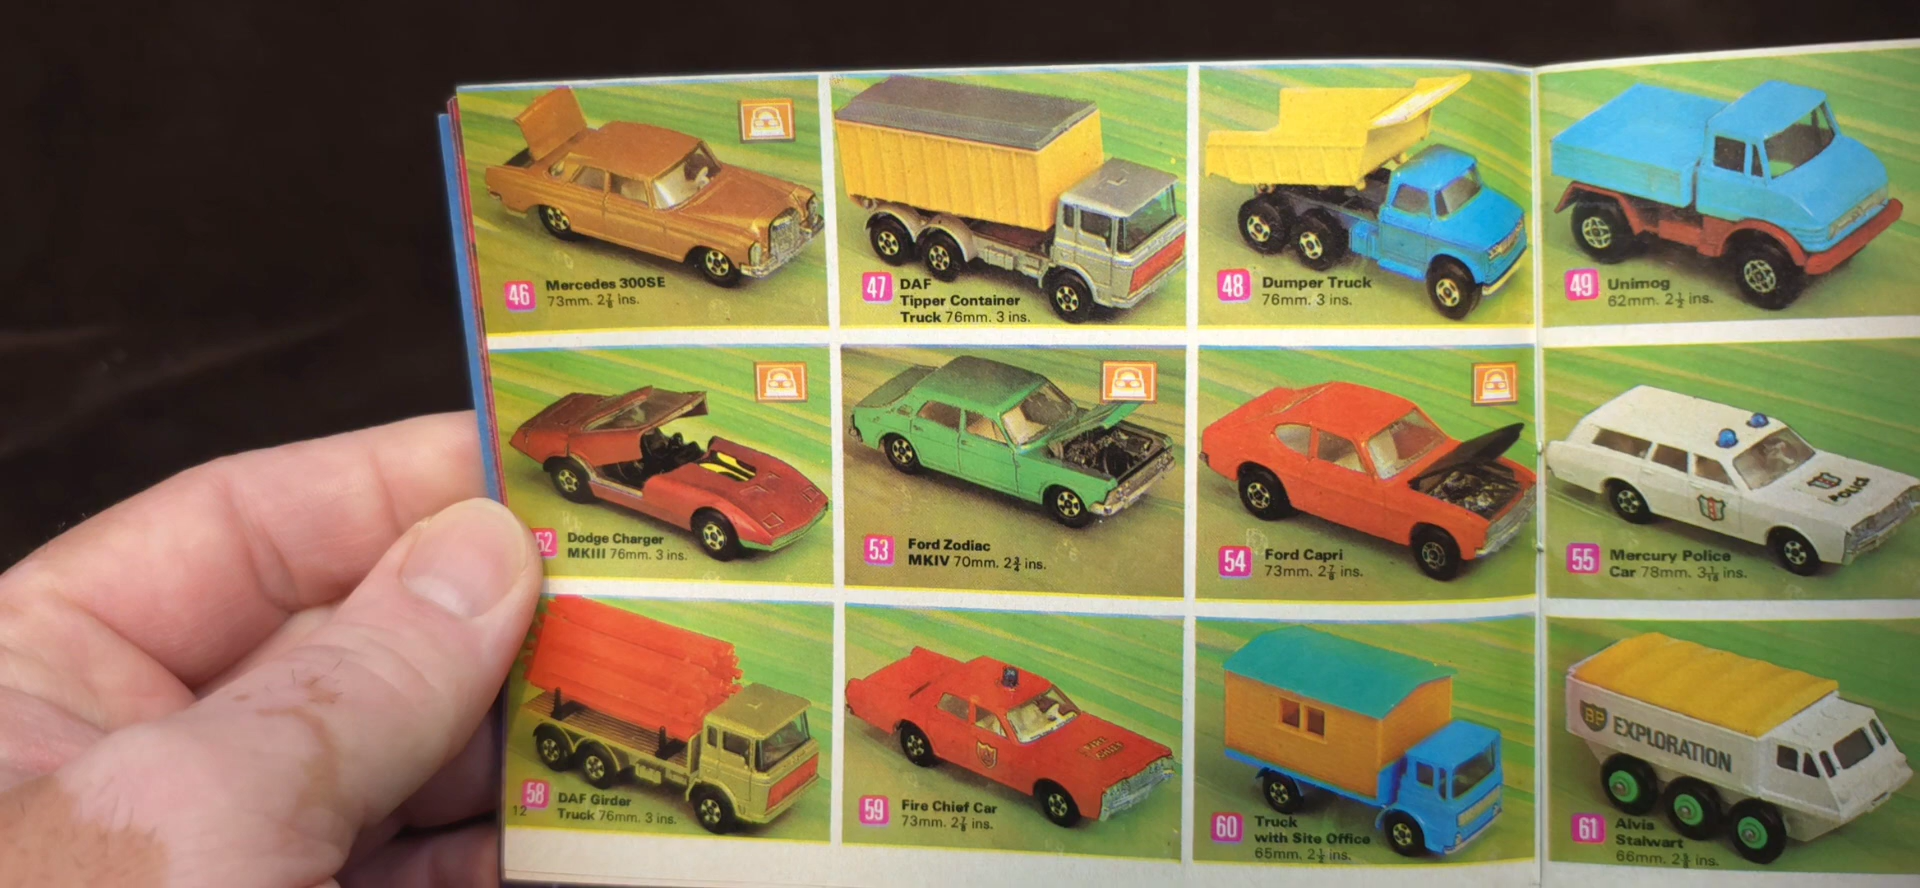 46 Mercedes 300SE
73mm. 2⅞ ins.
47 DAF
Tipper Container
Truck 76mm. 3 ins.
48 Dumper Truck
76mm. 3 ins.
49 Unimog
62mm. 2½ ins.
52 Dodge Charger
MKIII 76mm. 3 ins.
53 Ford Zodiac
MKIV 70mm. 2¾ ins.
54 Ford Capri
73mm. 2⅞ ins.
POLICE
55 Mercury Police
Car 78mm. 3 1/16 ins.
58 DAF Girder
Truck 76mm. 3 ins.
12
FIRE
CHIEF
59 Fire Chief Car
73mm. 2⅞ ins.
60 Truck
with Site Office
65mm. 2½ ins.
BP EXPLORATION
61 Alvis
Stalwart
66mm. ins.